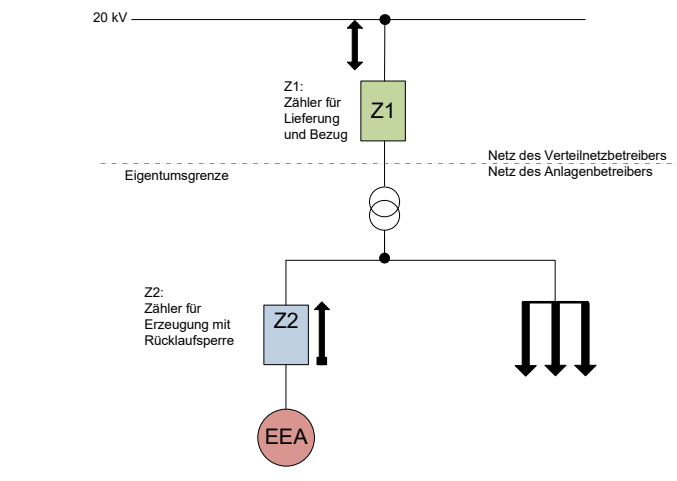 20 kV
Z1:
Zähler für
Lieferung
und Bezug
Z1
Netz des Verteilnetzbetreibers
Eigentumsgrenze
Netz des Anlagenbetreibers
Z2:
Zähler für
Erzeugung mit
Rücklaufsperre
Z2
EEA